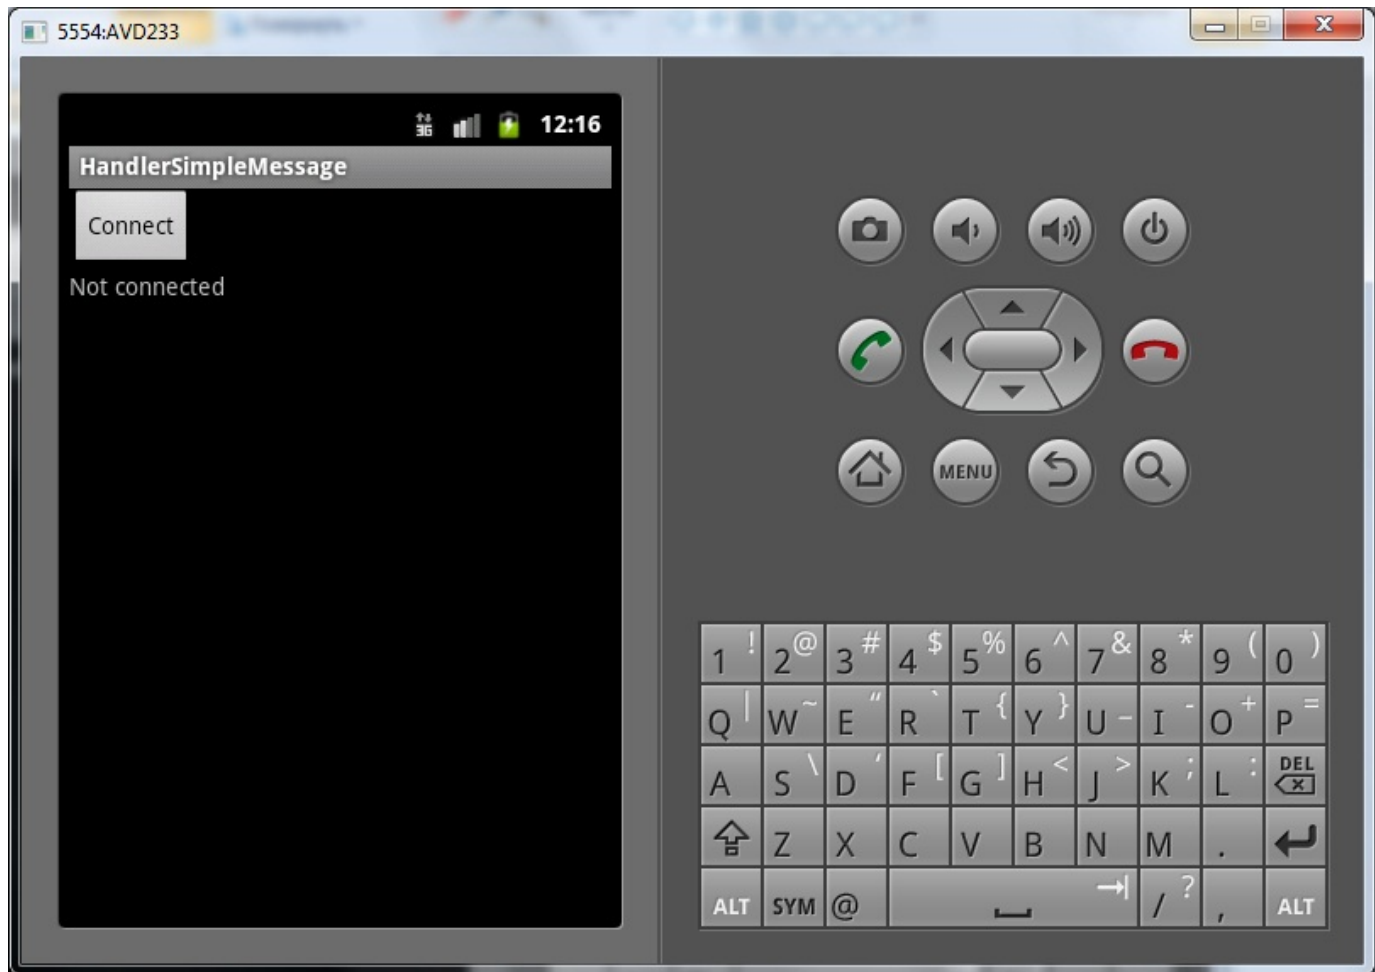 5554:AVD233
3G 12:16
HandlerSimpleMessage
Connect
Not connected
MENU
1 ! 2 @ 3 # 4 $ 5 % 6 ^ 7 & 8 * 9 ( 0 )
Q | W ~ E " R ` T { Y } U _ I - O + P =
A S \ D ' F [ G ] H < J > K ; L : DEL
Z X C V B N M .
ALT SYM @ / ? , ALT